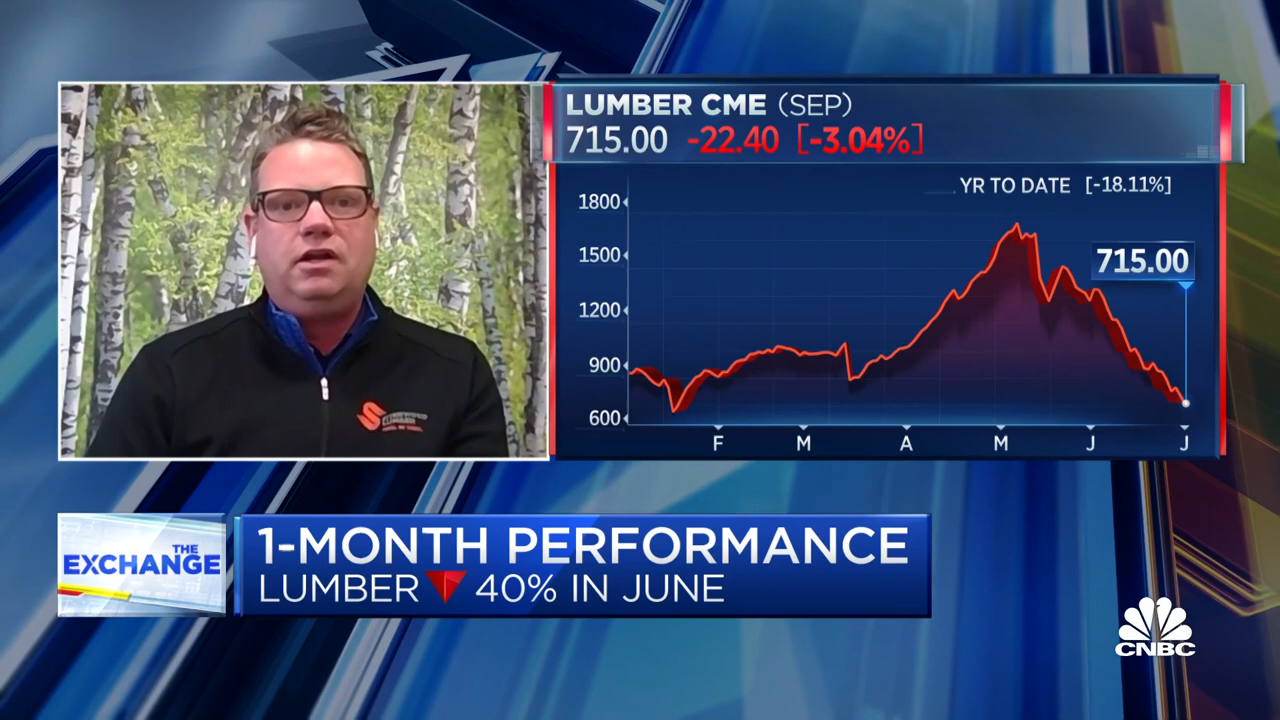 LUMBER CME (SEP)
715.00 -22.40 [-3.04%]
YR TO DATE [-18.11%]
1800
1500
1200
900
600
715.00
F M A M J J
THE
EXCHANGE
1-MONTH PERFORMANCE
LUMBER 40% IN JUNE
CNBC